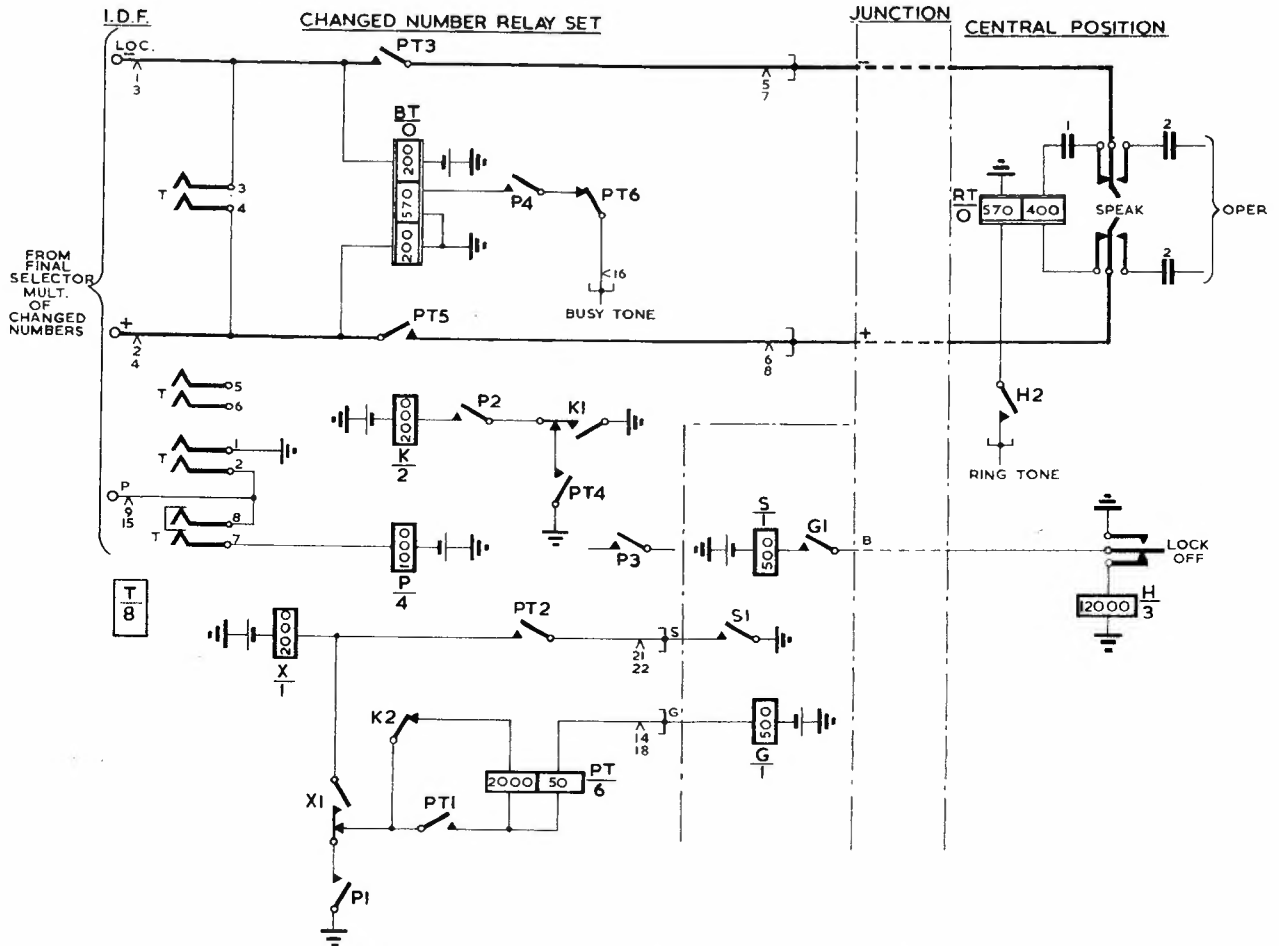 I.D.F.
CHANGED NUMBER RELAY SET
JUNCTION
CENTRAL POSITION
LOC.
−
1
3
PT3
5
7
−
BT
O
200
570
200
P4
PT6
16
BUSY TONE
T
3
4
1
2
RT
O
570
400
SPEAK
2
OPER
FROM
FINAL
SELECTOR
MULT.
OF
CHANGED
NUMBERS
+
2
4
PT5
6
8
+
H2
RING TONE
T
5
6
P2
K1
2000
K
2
PT4
T
1
2
P
9
15
T
8
7
1000
P
4
P3
S
1
500
G1
B
LOCK
OFF
12000
H
3
T
8
2000
X
1
PT2
S
21
22
S1
K2
G
14
18
500
G
1
2000
50
PT
6
X1
PT1
P1